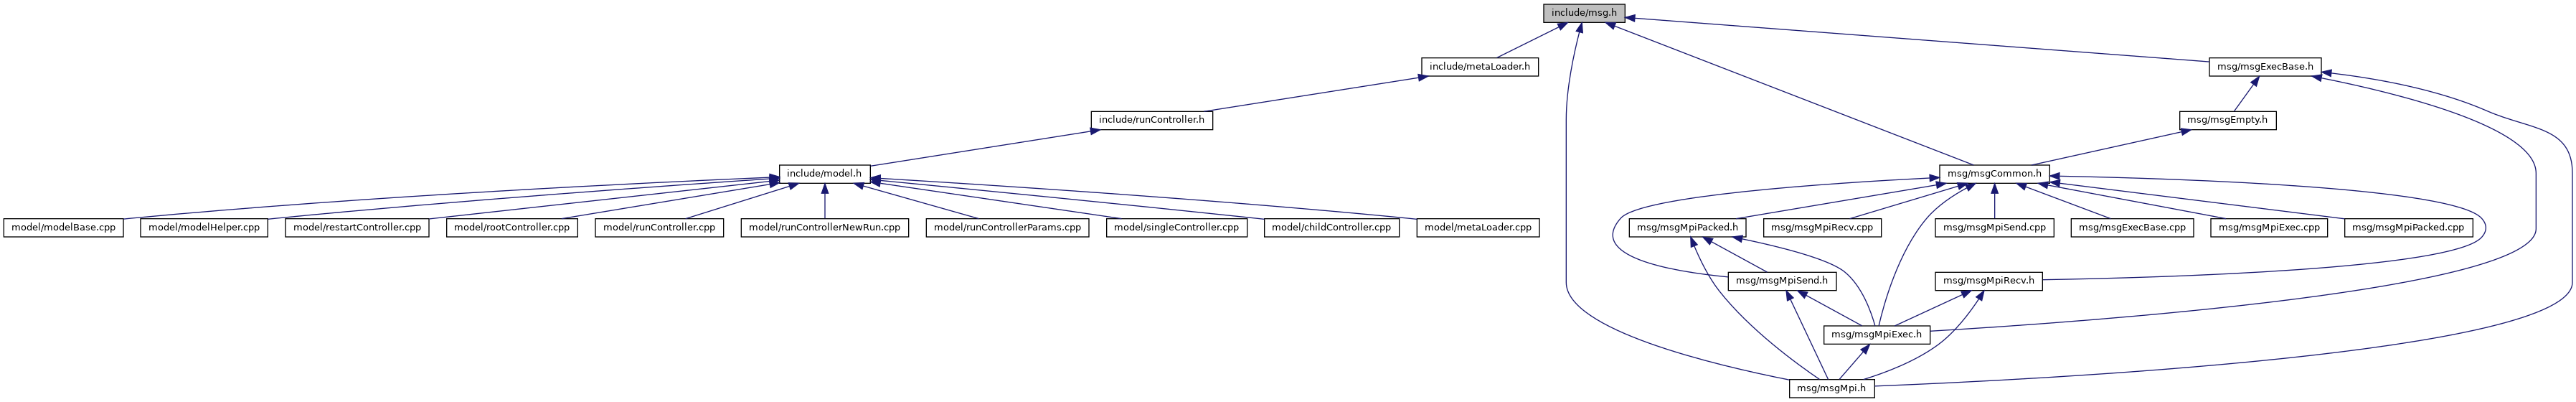 include/msg.h
include/metaLoader.h
msg/msgExecBase.h
include/runController.h
msg/msgEmpty.h
include/model.h
msg/msgCommon.h
model/modelBase.cpp
model/modelHelper.cpp
model/restartController.cpp
model/rootController.cpp
model/runController.cpp
model/runControllerNewRun.cpp
model/runControllerParams.cpp
model/singleController.cpp
model/childController.cpp
model/metaLoader.cpp
msg/msgMpiPacked.h
msg/msgMpiRecv.cpp
msg/msgMpiSend.cpp
msg/msgExecBase.cpp
msg/msgMpiExec.cpp
msg/msgMpiPacked.cpp
msg/msgMpiSend.h
msg/msgMpiRecv.h
msg/msgMpiExec.h
msg/msgMpi.h